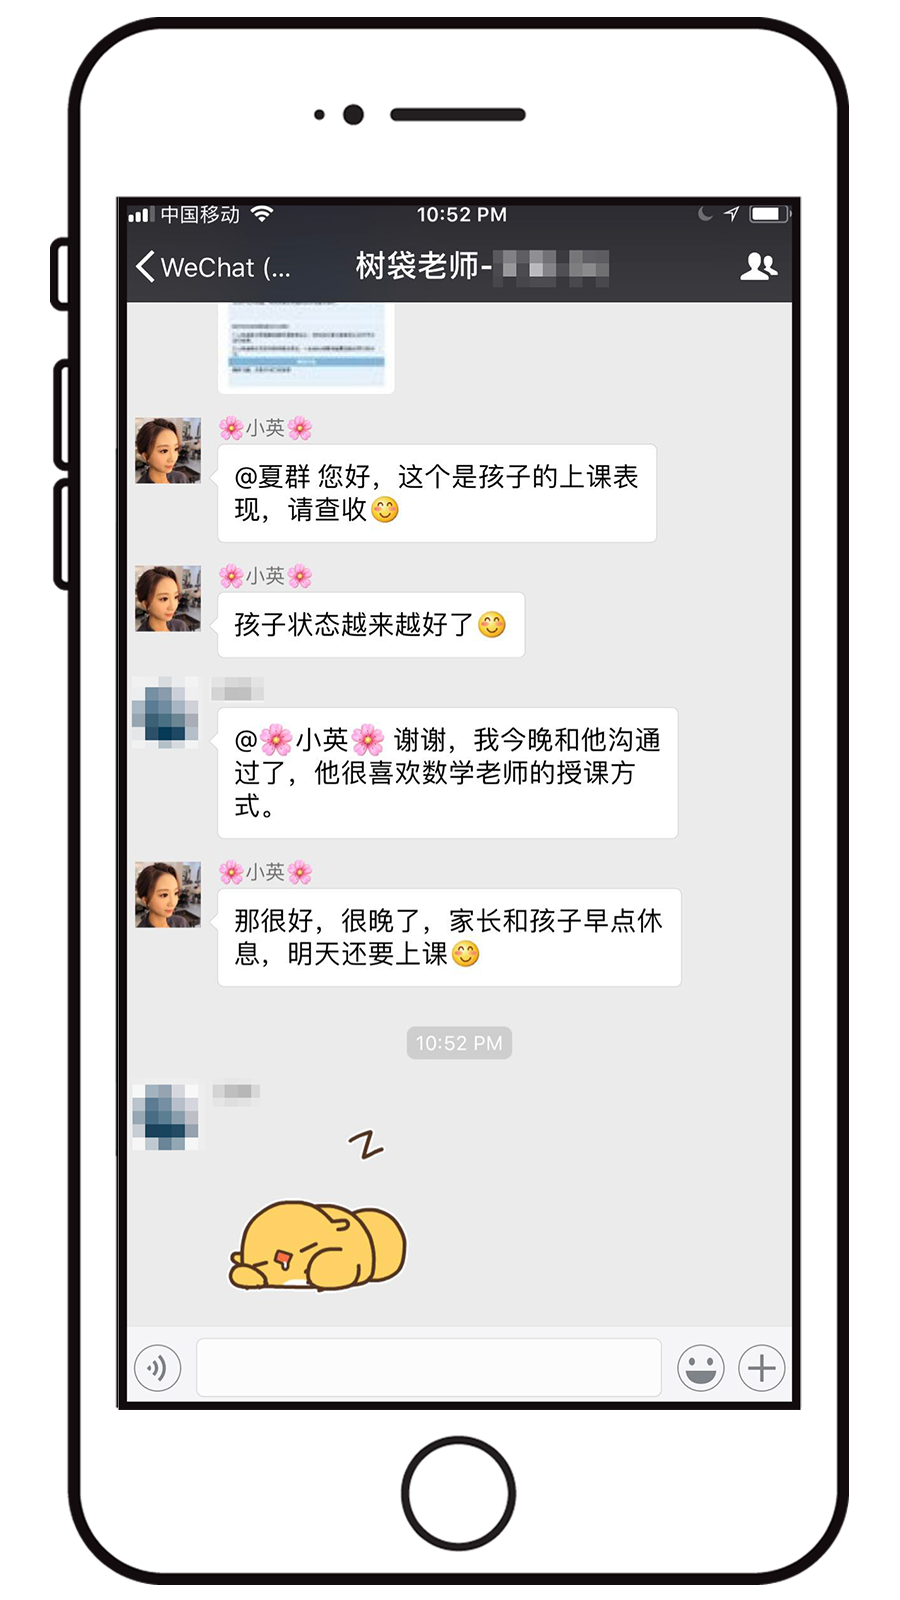 中国移动
10:52 PM
WeChat (...
树袋老师-
🌸小英🌸
@夏群 您好，这个是孩子的上课表
现，请查收😊
🌸小英🌸
孩子状态越来越好了😊
@🌸小英🌸 谢谢，我今晚和他沟通
过了，他很喜欢数学老师的授课方
式。
🌸小英🌸
那很好，很晚了，家长和孩子早点休
息，明天还要上课😊
10:52 PM
Z